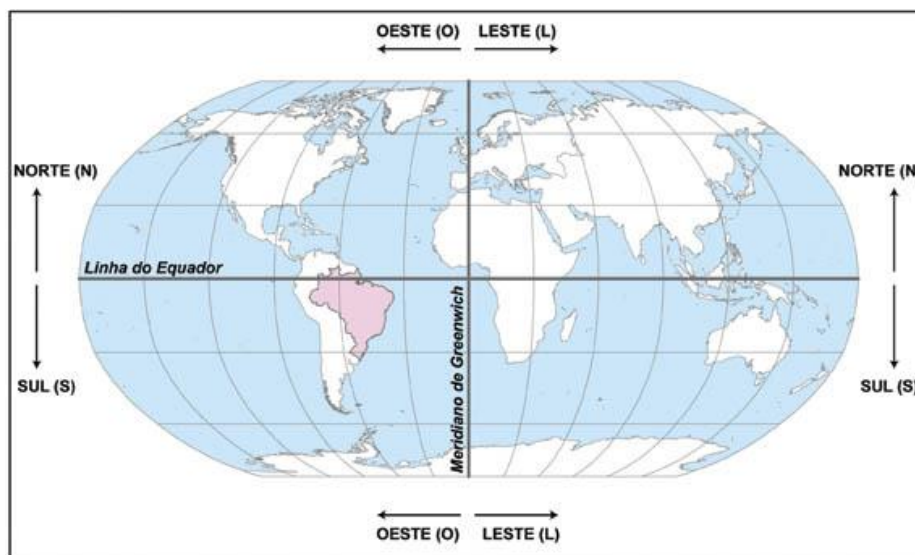 OESTE (O) LESTE (L)
NORTE (N) NORTE (N
Linha do Equador
Meridiano de Greenwich
SUL (S) SUL (S)
OESTE (O) LESTE (L)